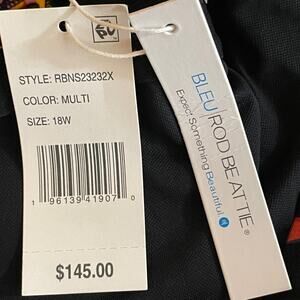 STYLE: RBNS23232X
COLOR: MULTI
SIZE: 18W
1 96139 41907 0
$145.00
BLEU|ROD BEATTIE®
Expect Something Beautiful